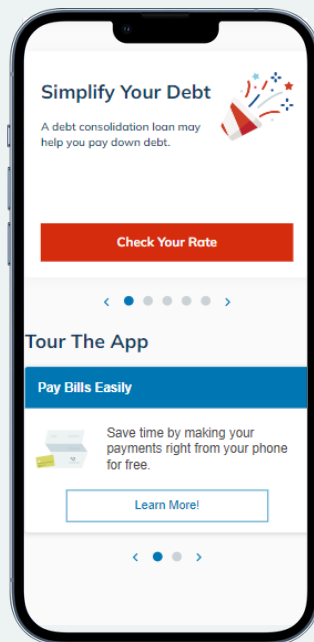 Simplify Your Debt
A debt consolidation loan may
help you pay down debt.
Check Your Rate
Tour The App
Pay Bills Easily
Save time by making your
payments right from your phone
for free.
Learn More!